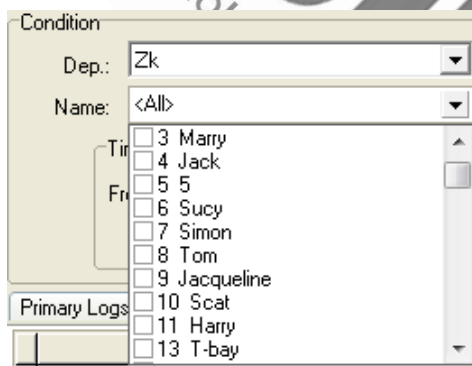 Condition
Dep.: Zk
Name: <All>
3 Marry
4 Jack
5 5
6 Sucy
7 Simon
8 Tom
9 Jacqueline
10 Scat
11 Harry
13 T-bay
Primary Logs